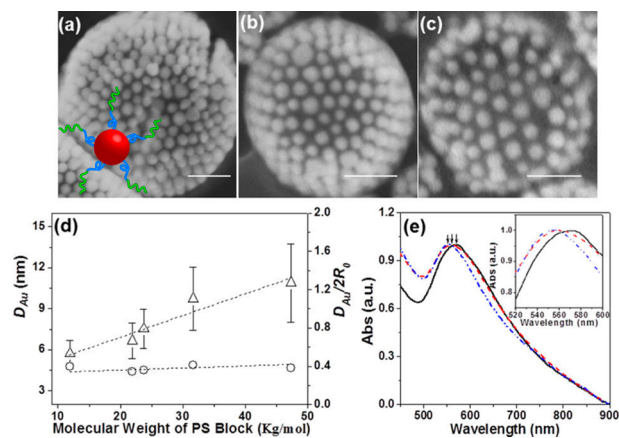 (a)
(b)
(c)
(d)
D_Au (nm)
15
12
9
6
3
2.0
1.6
1.2
0.8
0.4
0.0
D_Au/2R_0
10 20 30 40 50
Molecular Weight of PS Block (Kg/mol)
(e)
Abs (a.u.)
1.2
0.9
0.6
0.3
0.0
500 600 700 800 900
Wavelength (nm)
Abs (a.u.)
1.0
0.9
0.8
520 540 560 580 600
Wavelength (nm)